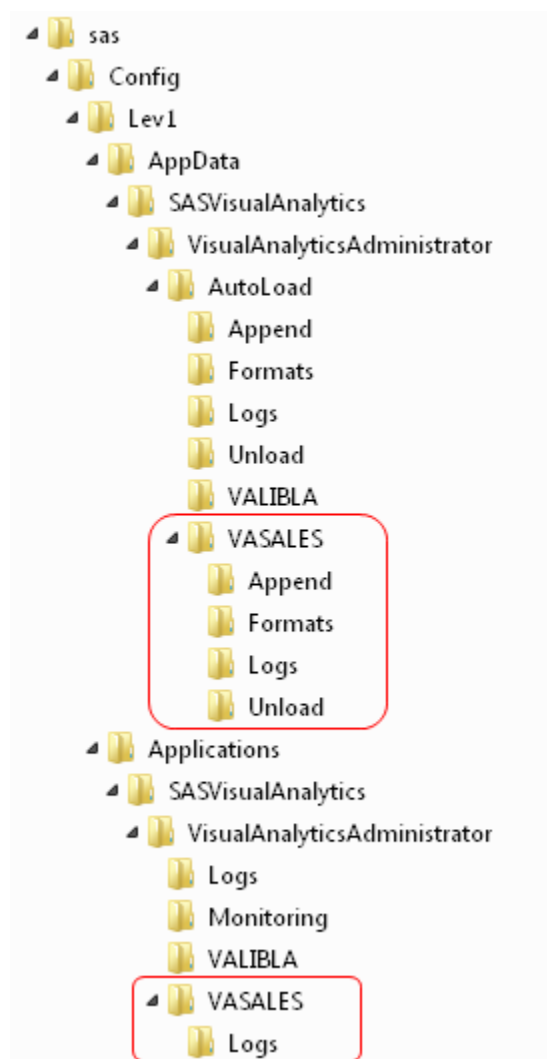 sas
Config
Lev1
AppData
SASVisualAnalytics
VisualAnalyticsAdministrator
AutoLoad
Append
Formats
Logs
Unload
VALIBLA
VASALES
Append
Formats
Logs
Unload
Applications
SASVisualAnalytics
VisualAnalyticsAdministrator
Logs
Monitoring
VALIBLA
VASALES
Logs